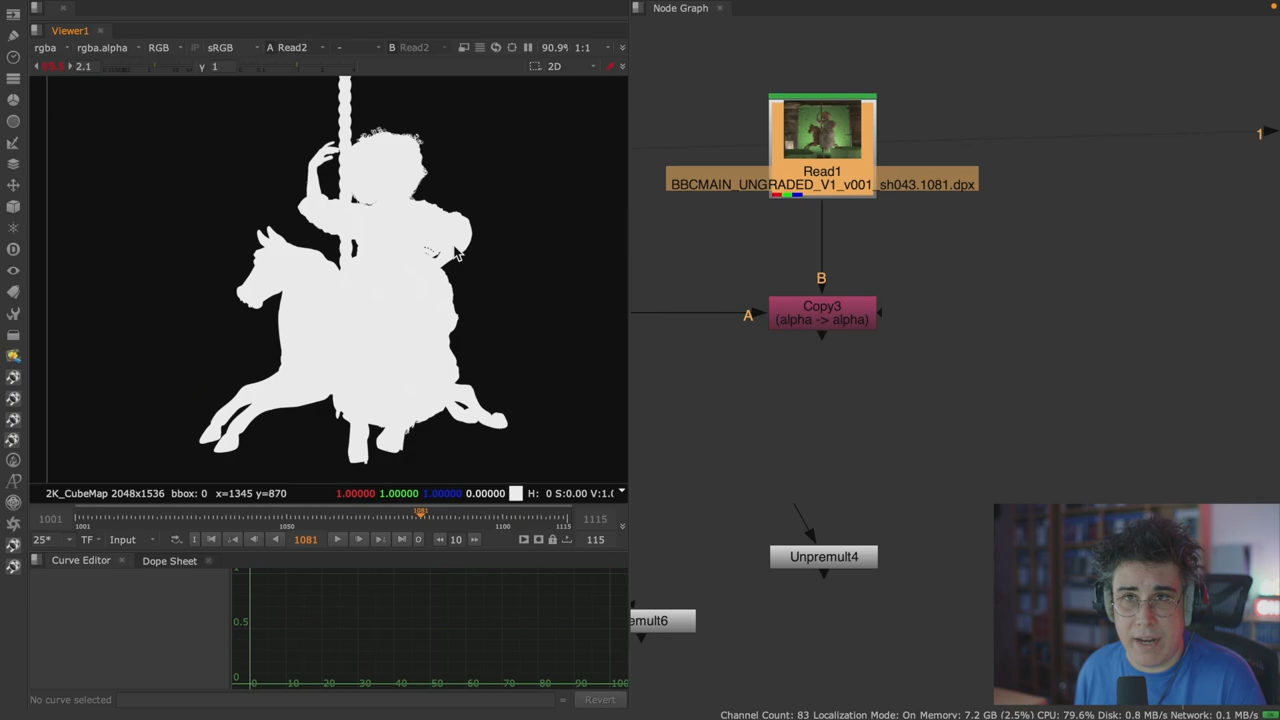 Node Graph
Viewer1
rgba rgba.alpha RGB IP sRGB A Read2 - B Read2 90.9% 1:1
2.1 Y 1 2D
1
Read1
BBCMAIN_UNGRADED_V1_v001_sh043.1081.dpx
B
A
Copy3
(alpha -> alpha)
2K_CubeMap 2048x1536 bbox: 0 x=1345 y=870 1.00000 1.00000 1.00000 0.00000 H: 0 S:0.00 V:1.0
1001 1001 1050 1081 1100 1115 1115
25* TF Input 1081 10 115
Curve Editor Dope Sheet
Unpremult4
emult6
1
0.5
0
0 10 20 30 40 50 60 70 80 90 100
No curve selected = Revert
Channel Count: 83 Localization Mode: On Memory: 7.2 GB (2.5%) CPU: 79.6% Disk: 0.8 MB/s Network: 0.1 MB/s